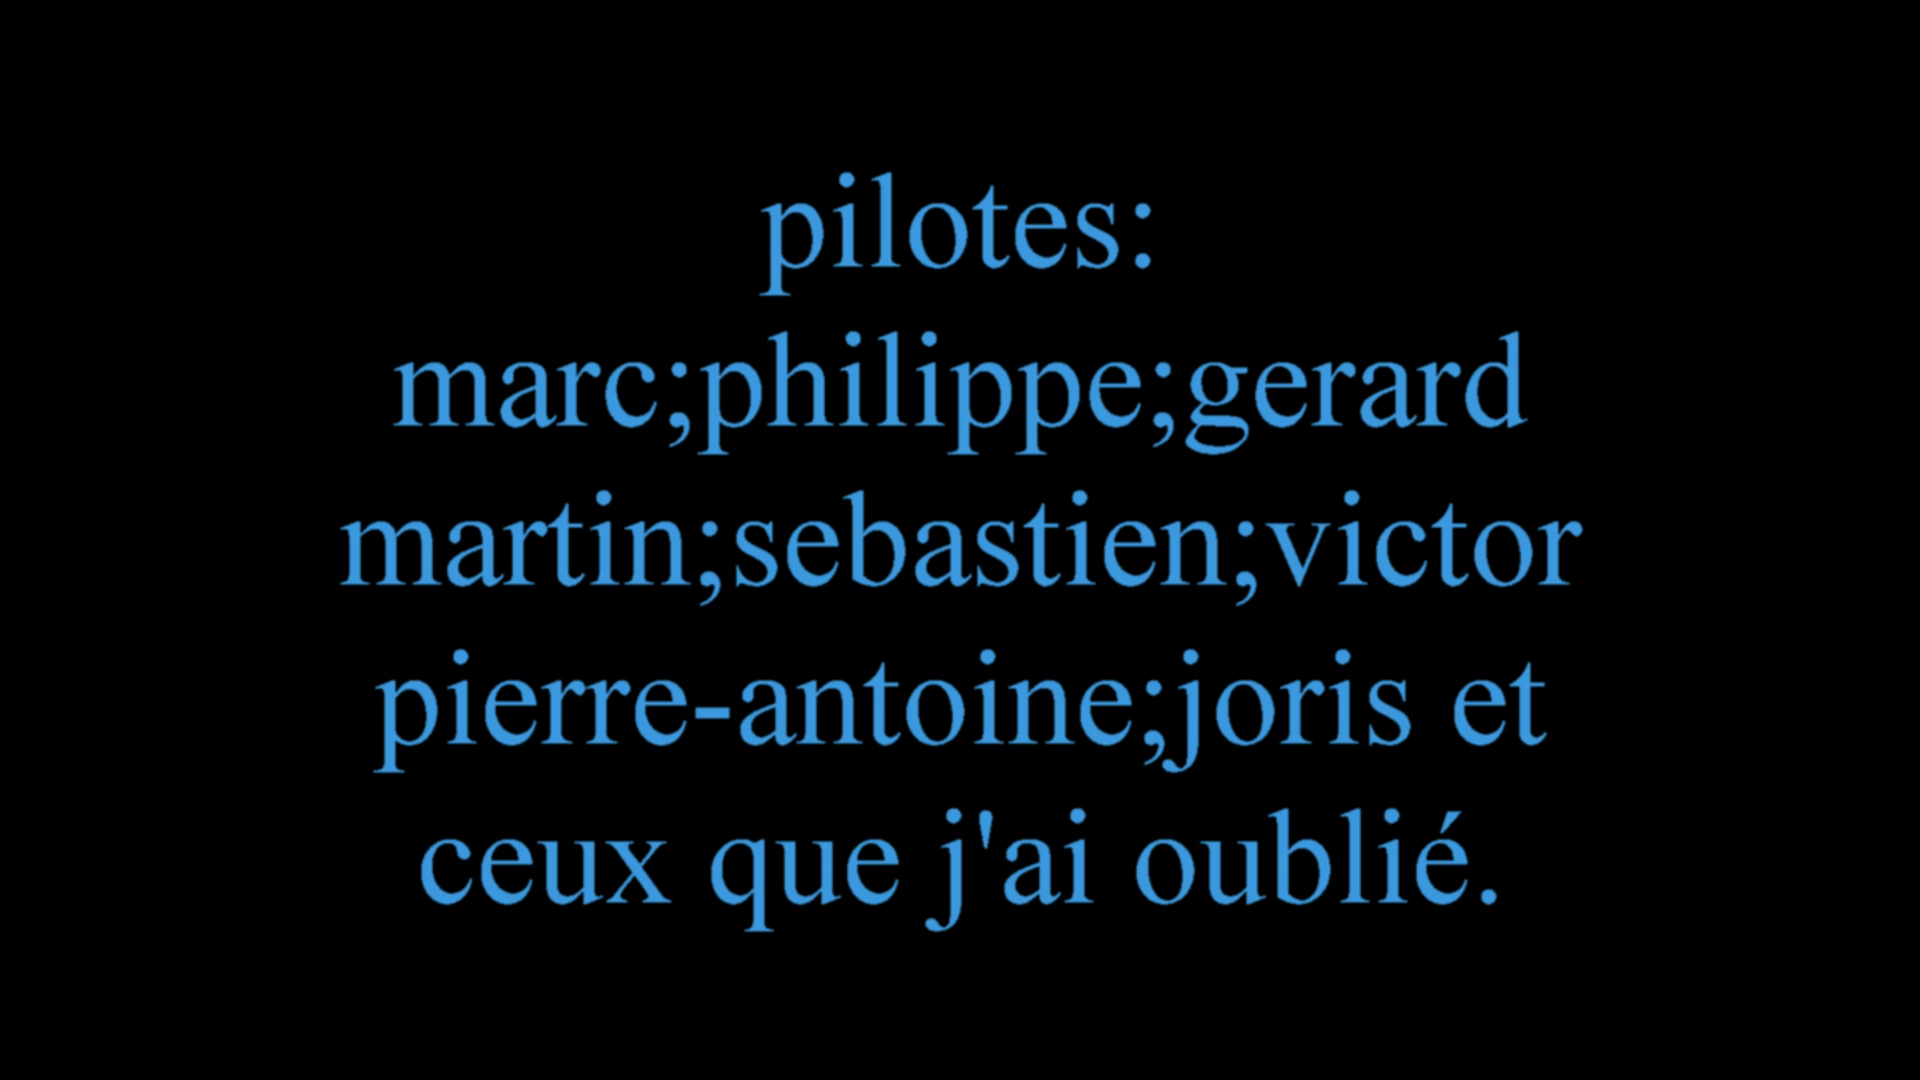 pilotes:
marc;philippe;gerard
martin;sebastien;victor
pierre-antoine;joris et
ceux que j'ai oublié.